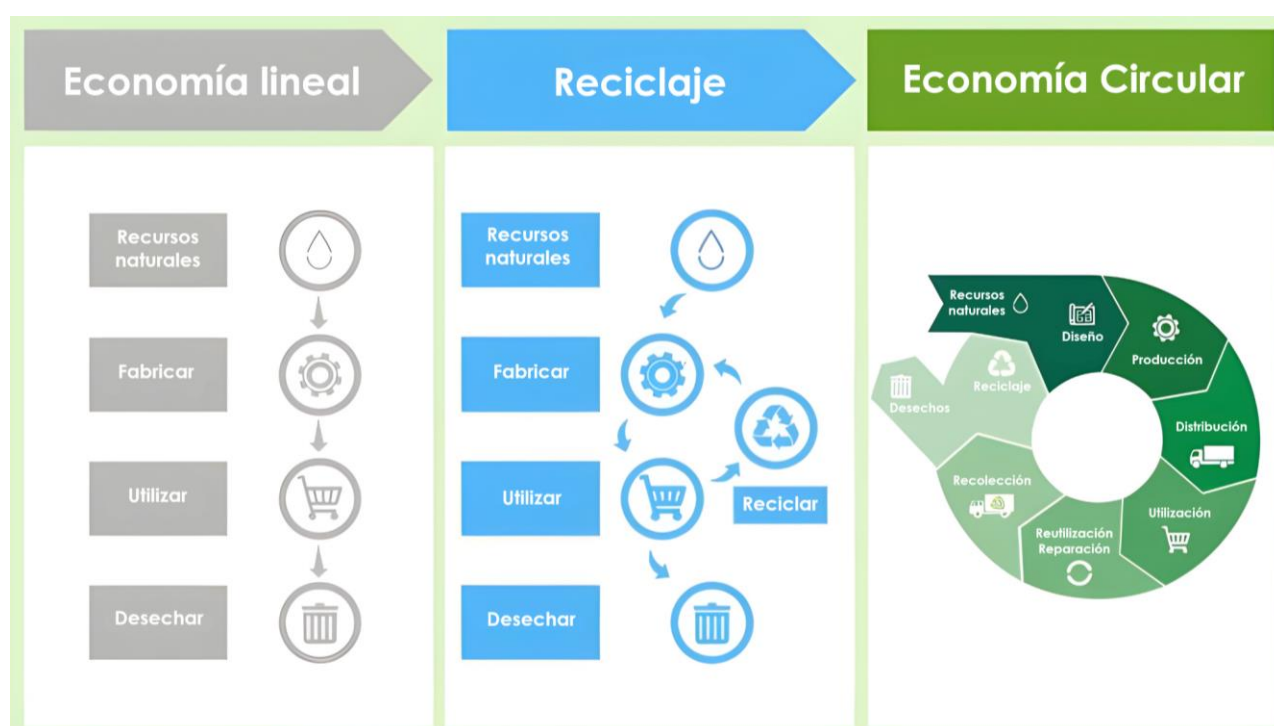 Economía lineal
Recursos
naturales
Fabricar
Utilizar
Desechar
Reciclaje
Recursos
naturales
Fabricar
Utilizar
Reciclar
Desechar
Economía Circular
Recursos
naturales
Diseño
Producción
Distribución
Utilización
Reutilización
Reparación
Recolección
Reciclaje
Desechos